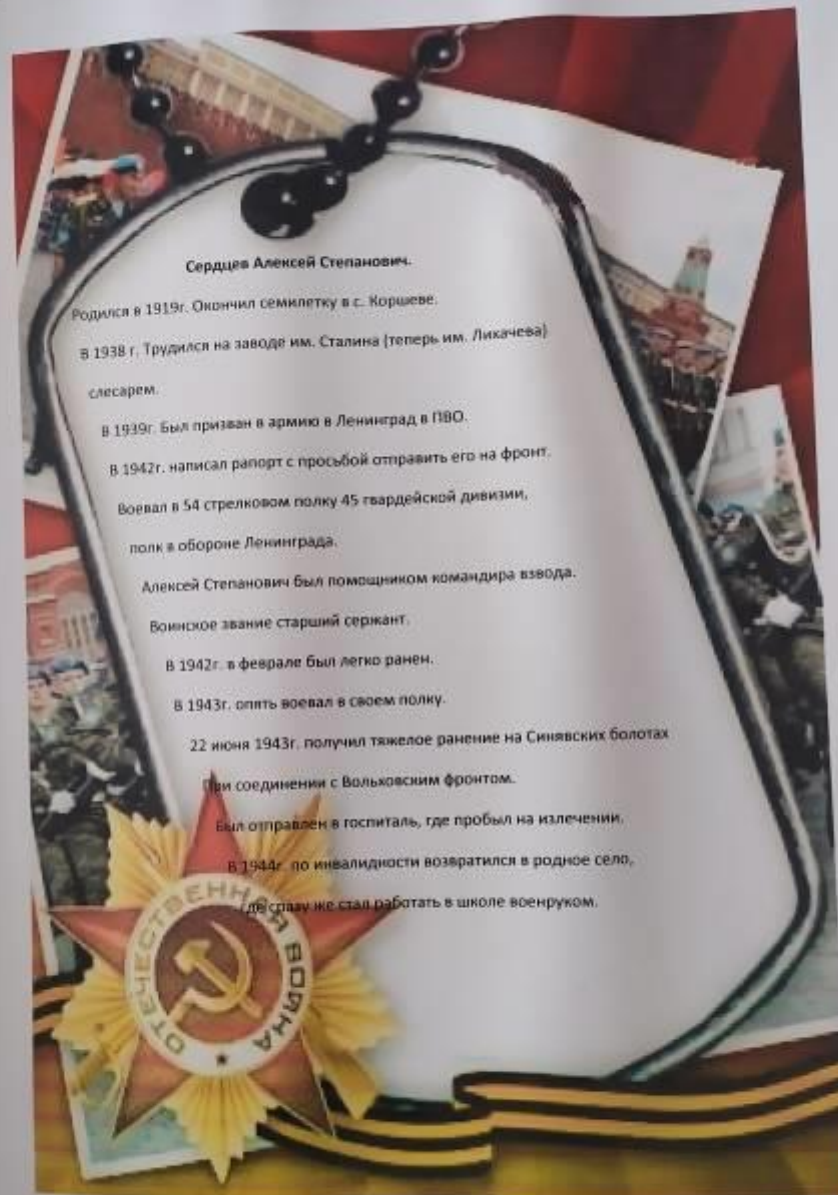 Сердцев Алексей Степанович.
Родился в 1919г. Окончил семилетку в с. Коршеве.
В 1938 г. Трудился на заводе им. Сталина (теперь им. Лихачева)
слесарем.
В 1939г. Был призван в армию в Ленинград в ПВО.
В 1942г. написал рапорт с просьбой отправить его на фронт.
Воевал в 54 стрелковом полку 45 гвардейской дивизии,
полк в обороне Ленинграда.
Алексей Степанович был помощником командира взвода.
Воинское звание старший сержант.
В 1942г. в феврале был легко ранен.
В 1943г. опять воевал в своем полку.
22 июня 1943г. получил тяжелое ранение на Синявских болотах
При соединении с Вольховским фронтом.
Был отправлен в госпиталь, где пробыл на излечении.
В 1944г. по инвалидности возвратился в родное село,
где сразу же стал работать в школе военруком.
ОТЕЧЕСТВЕННАЯ ВОЙНА